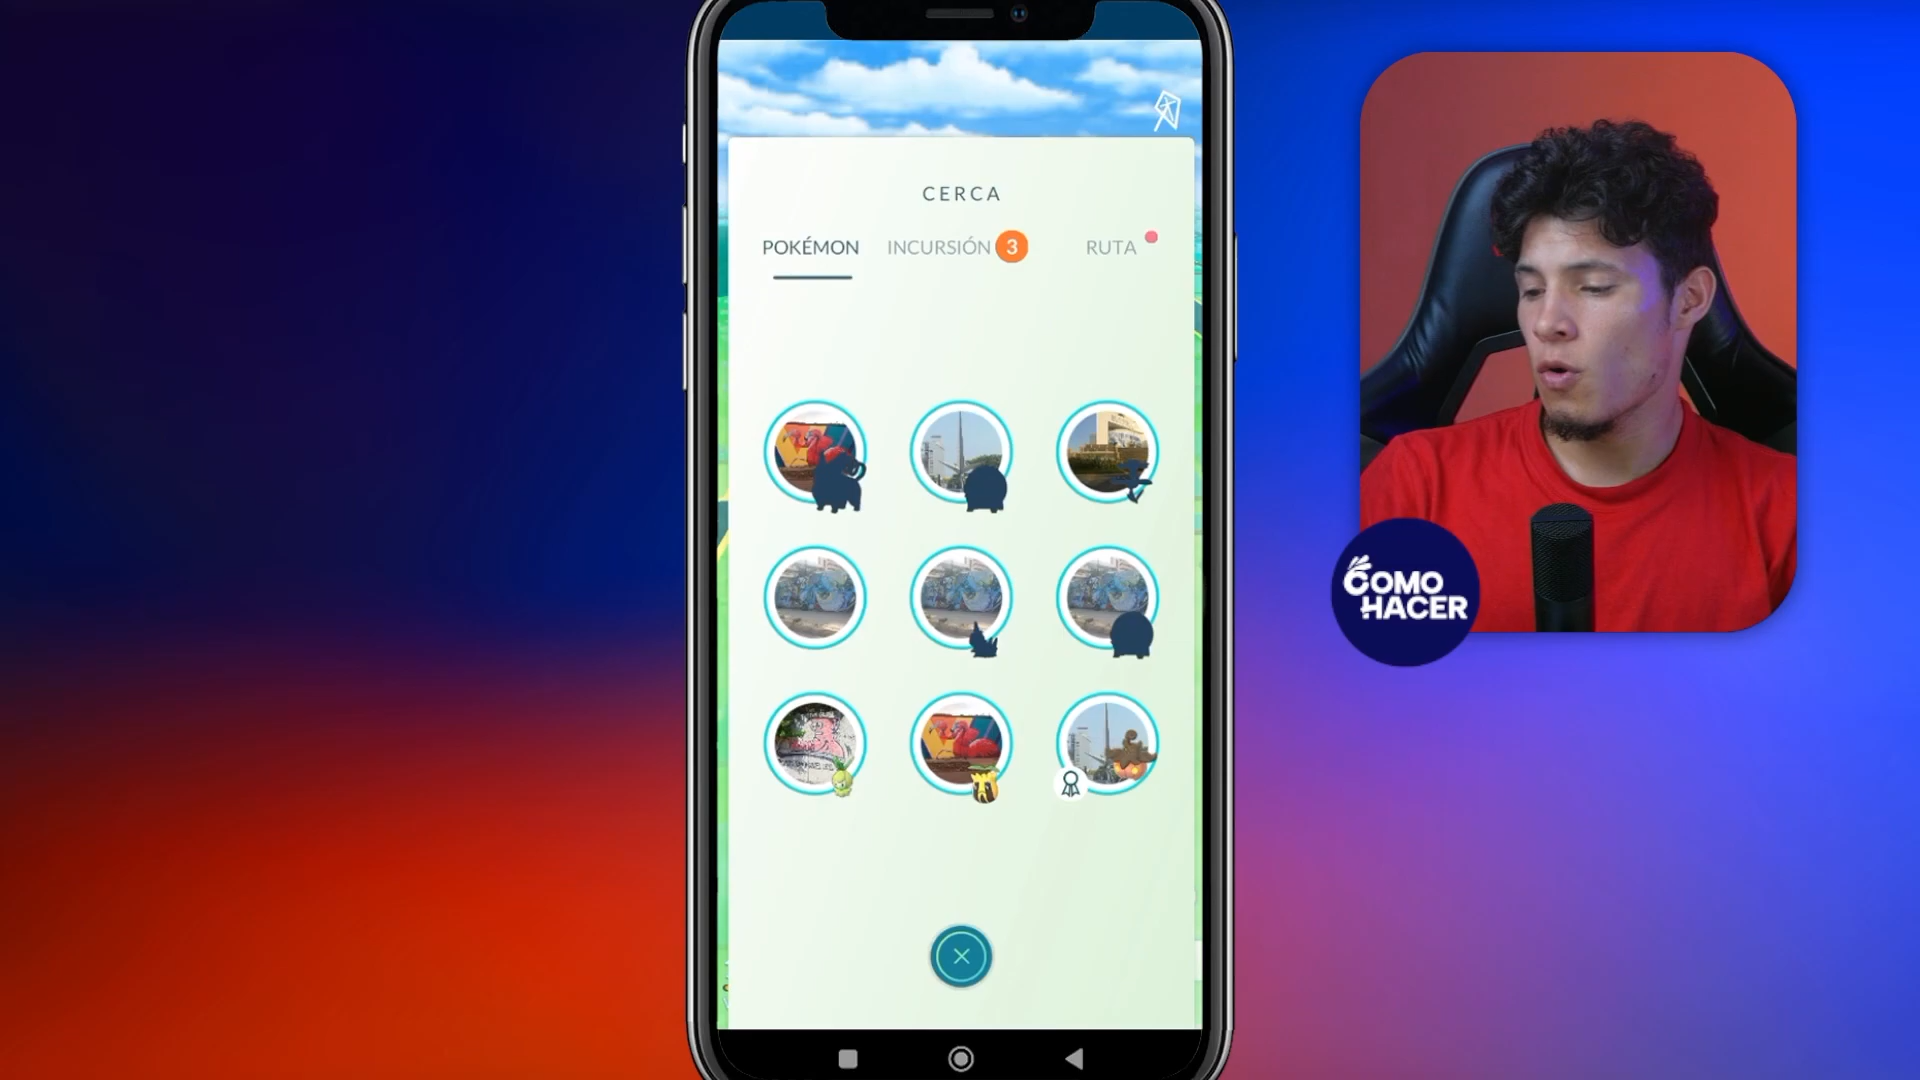 CERCA
POKÉMON
INCURSIÓN 3
RUTA
COMO
HACER